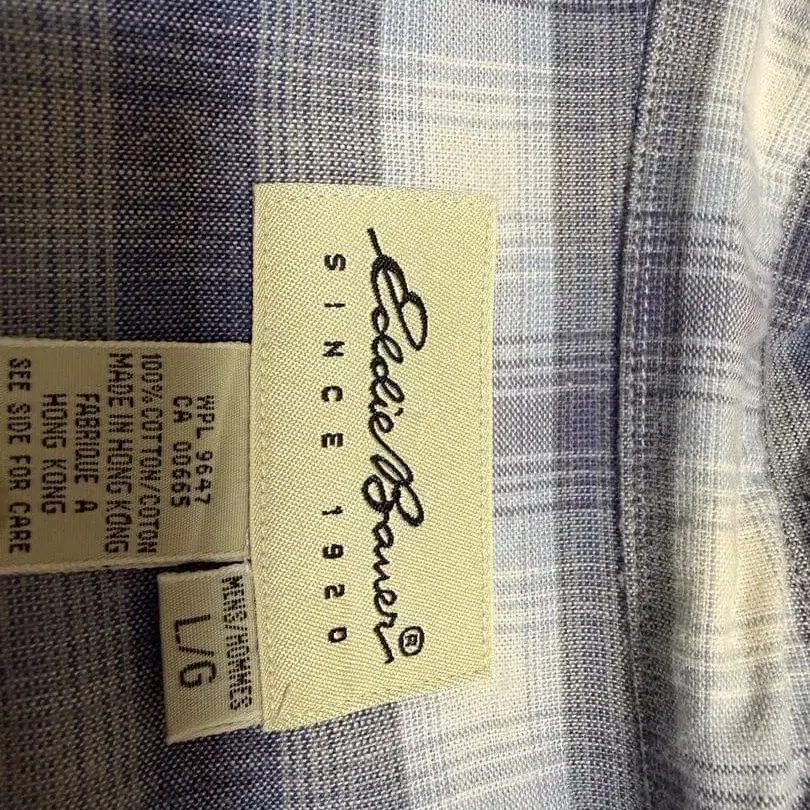 Eddie Bauer®
SINCE 1920
WPL 9647
CA 00665
100% COTTON/COTON
MADE IN HONG KONG
FABRIQUE A
HONG KONG
SEE SIDE FOR CARE
MENS/HOMMES
L/G